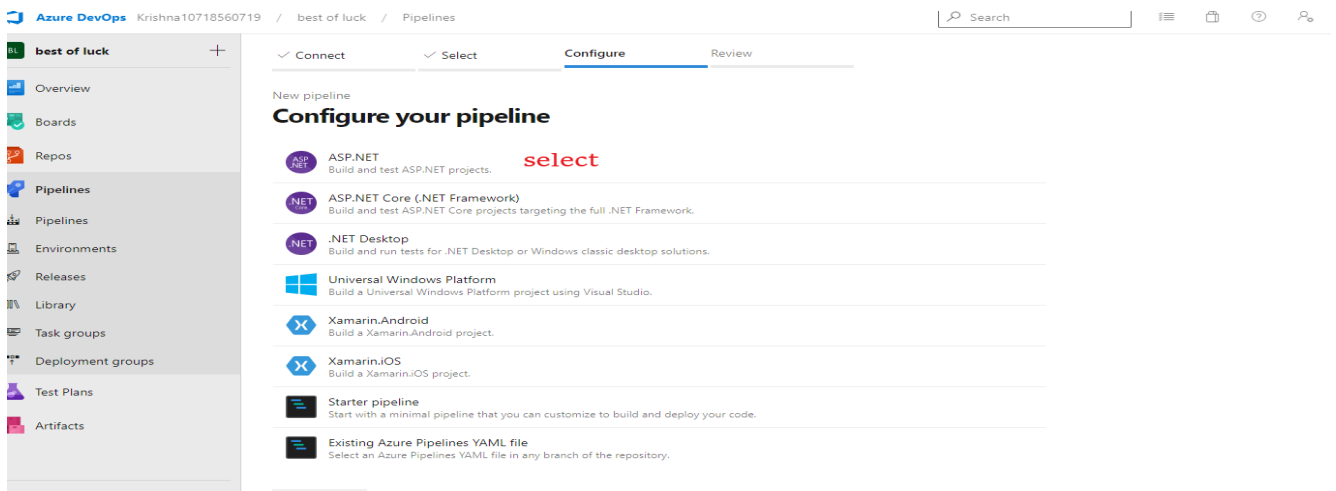 Azure DevOps Krishna10718560719 / best of luck / Pipelines
Search
BL best of luck
Connect Select Configure Review
Overview
Boards
Repos
Pipelines
Pipelines
Environments
Releases
Library
Task groups
Deployment groups
Test Plans
Artifacts
New pipeline
Configure your pipeline
ASP.NET
ASP.NET select
Build and test ASP.NET projects.
.NET Core
ASP.NET Core (.NET Framework)
Build and test ASP.NET Core projects targeting the full .NET Framework.
.NET
.NET Desktop
Build and run tests for .NET Desktop or Windows classic desktop solutions.
Universal Windows Platform
Build a Universal Windows Platform project using Visual Studio.
Xamarin.Android
Build a Xamarin.Android project.
Xamarin.iOS
Build a Xamarin.iOS project.
Starter pipeline
Start with a minimal pipeline that you can customize to build and deploy your code.
Existing Azure Pipelines YAML file
Select an Azure Pipelines YAML file in any branch of the repository.